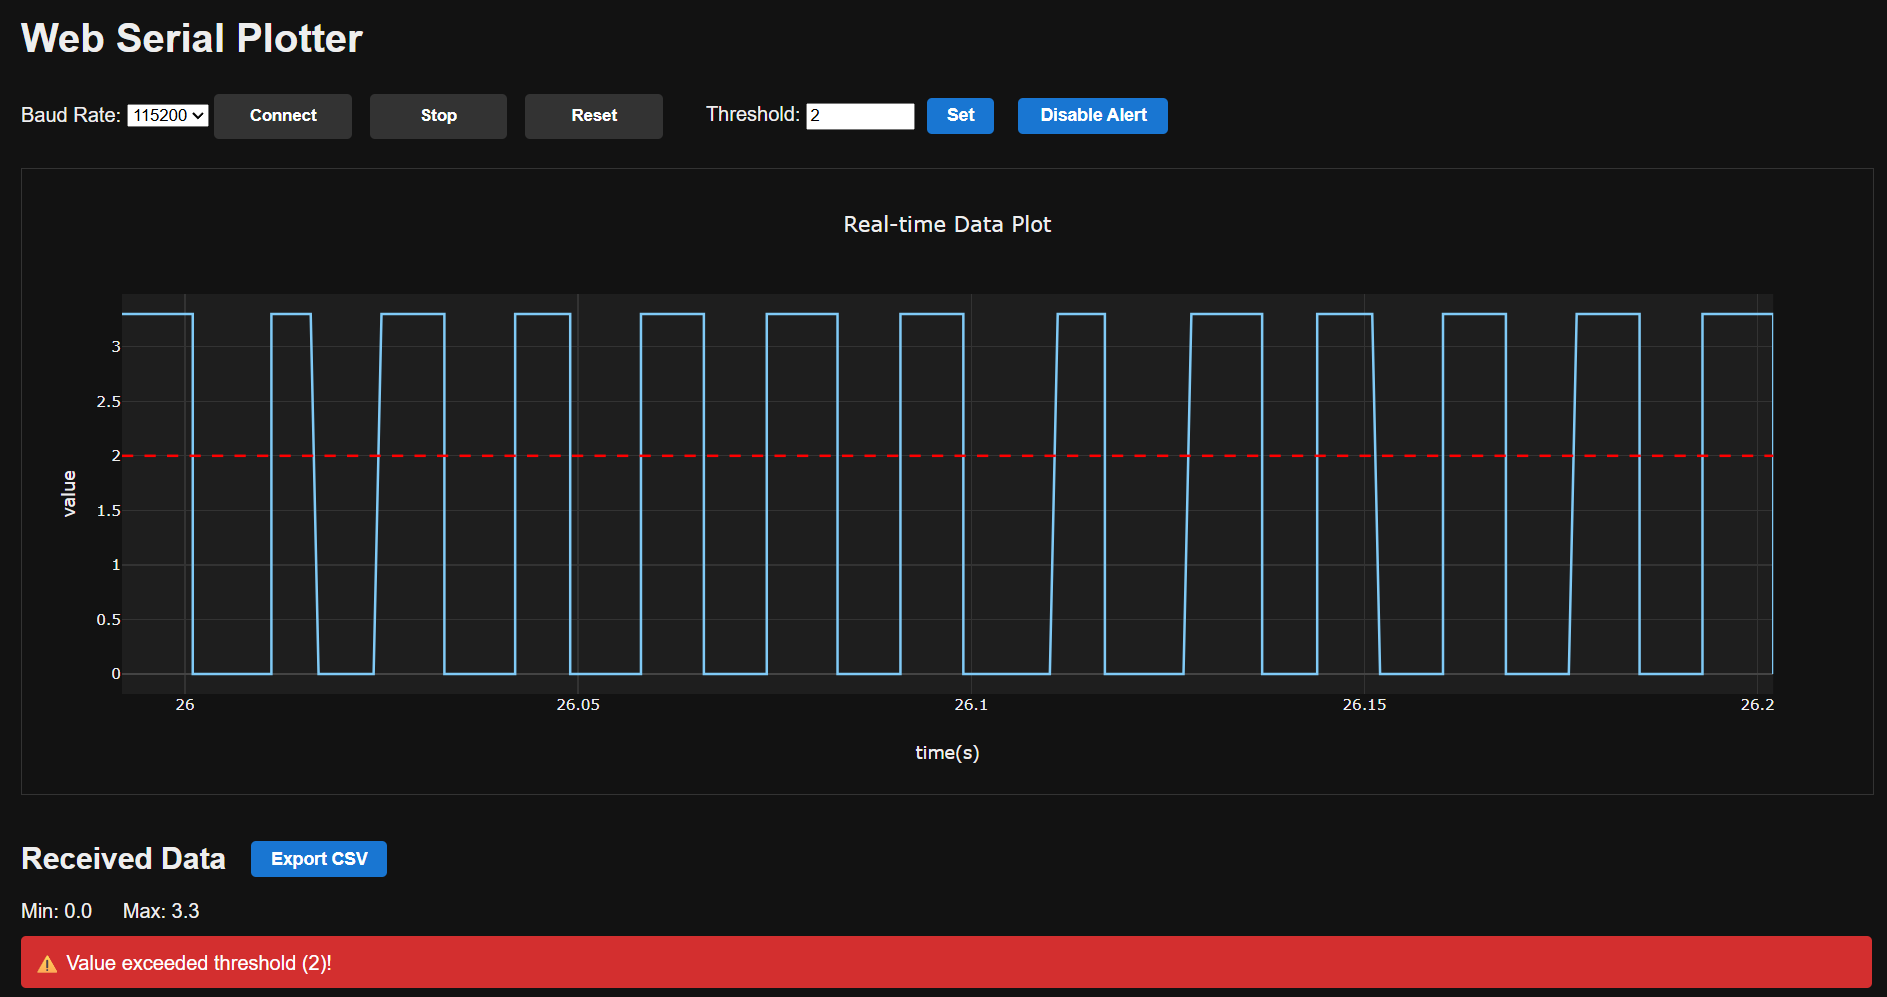 Web Serial Plotter
Baud Rate: 115200 Connect Stop Reset Threshold: 2 Set Disable Alert
Real-time Data Plot
3
2.5
2
1.5
1
0.5
0
value
26 26.05 26.1 26.15 26.2
time(s)
Received Data Export CSV
Min: 0.0 Max: 3.3
Value exceeded threshold (2)!